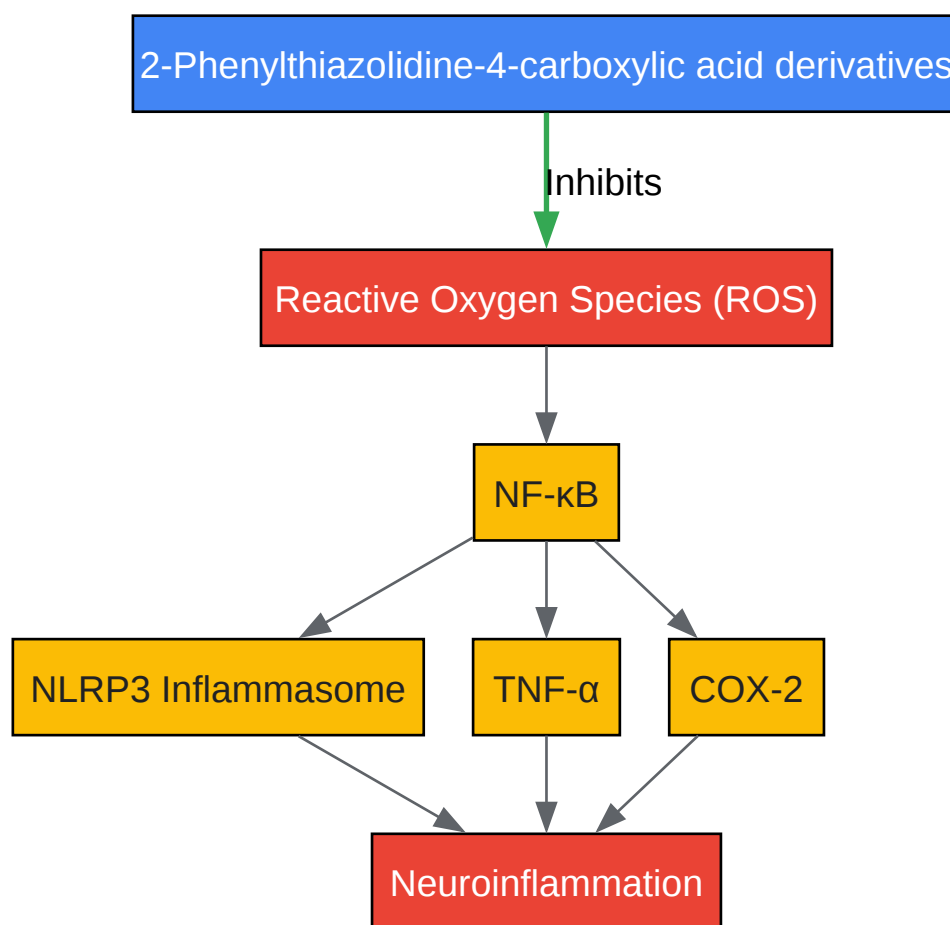 2-Phenylthiazolidine-4-carboxylic acid derivatives
Inhibits
Reactive Oxygen Species (ROS)
NF-κB
NLRP3 Inflammasome
TNF-α
COX-2
Neuroinflammation